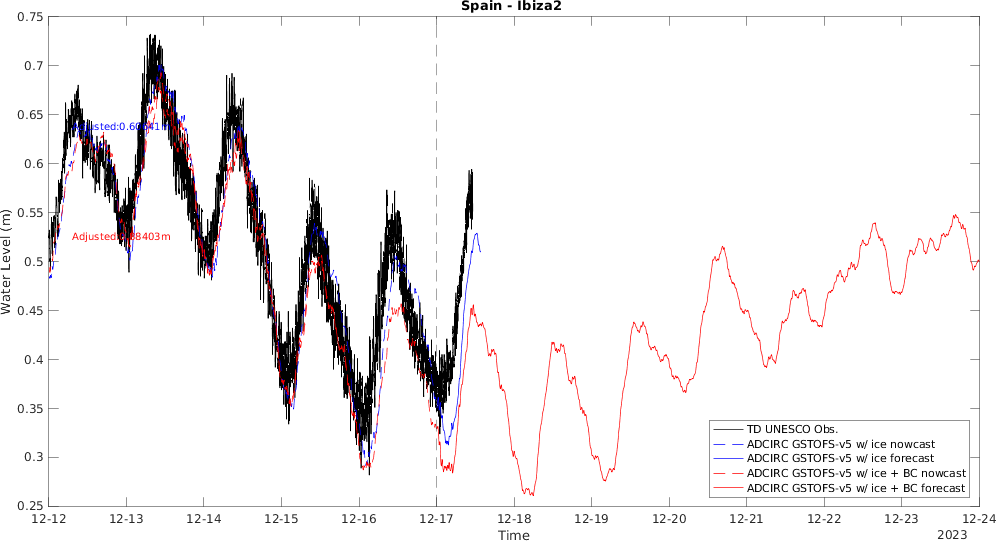 Spain - Ibiza2
0.75
0.7
0.65
0.6
0.55
0.5
0.45
0.4
0.35
0.3
0.25
Water Level (m)
Adjusted:
TD UNESCO Obs.
ADCIRC GSTOFS-v5 w/ ice nowcast
ADCIRC GSTOFS-v5 w/ ice forecast
ADCIRC GSTOFS-v5 w/ ice + BC nowcast
ADCIRC GSTOFS-v5 w/ ice + BC forecast
12-12 12-13 12-14 12-15 12-16 12-17 12-18 12-19 12-20 12-21 12-22 12-23 12-24
Time
2023